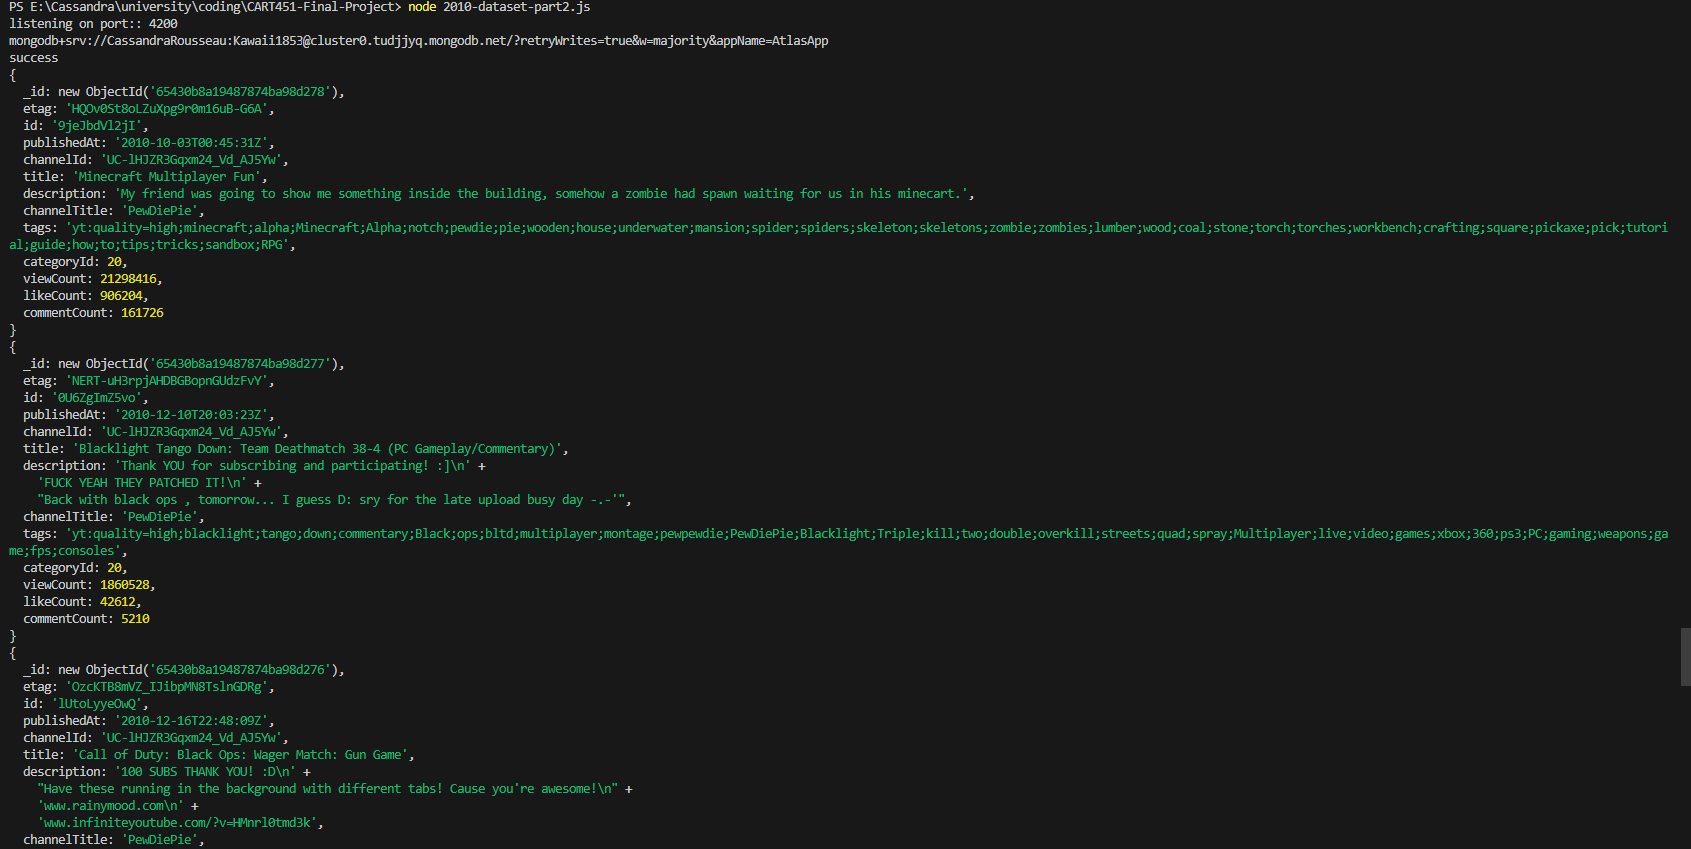 PS E:\Cassandra\university\coding\CART451-Final-Project> node 2010-dataset-part2.js
listening on port:: 4200
mongodb+srv://CassandraRousseau:Kawaii1853@cluster0.tudjjyq.mongodb.net/?retryWrites=true&w=majority&appName=AtlasApp
success
{
  _id: new ObjectId('65430b8a19487874ba98d278'),
  etag: 'HQOv0St8oLZuXpg9r0m16uB-G6A',
  id: '9jeJbdVl2jI',
  publishedAt: '2010-10-03T00:45:31Z',
  channelId: 'UC-lHJZR3Gqxm24_Vd_AJ5Yw',
  title: 'Minecraft Multiplayer Fun',
  description: 'My friend was going to show me something inside the building, somehow a zombie had spawn waiting for us in his minecart.',
  channelTitle: 'PewDiePie',
  tags: 'yt:quality=high;minecraft;alpha;Minecraft;Alpha;notch;pewdie;pie;wooden;house;underwater;mansion;spider;spiders;skeleton;skeletons;zombie;zombies;lumber;wood;coal;stone;torch;torches;workbench;crafting;square;pickaxe;pick;tutori
al;guide;how;to;tips;tricks;sandbox;RPG',
  categoryId: 20,
  viewCount: 21298416,
  likeCount: 906204,
  commentCount: 161726
}
{
  _id: new ObjectId('65430b8a19487874ba98d277'),
  etag: 'NERT-uH3rpjAHDBGBopnGUdzFvY',
  id: '0U6ZgImZ5vo',
  publishedAt: '2010-12-10T20:03:23Z',
  channelId: 'UC-lHJZR3Gqxm24_Vd_AJ5Yw',
  title: 'Blacklight Tango Down: Team Deathmatch 38-4 (PC Gameplay/Commentary)',
  description: 'Thank YOU for subscribing and participating! :]\n' +
    'FUCK YEAH THEY PATCHED IT!\n' +
    "Back with black ops , tomorrow... I guess D: sry for the late upload busy day -.-'",
  channelTitle: 'PewDiePie',
  tags: 'yt:quality=high;blacklight;tango;down;commentary;Black;ops;bltd;multiplayer;montage;pewpewdie;PewDiePie;Blacklight;Triple;kill;two;double;overkill;streets;quad;spray;Multiplayer;live;video;games;xbox;360;ps3;PC;gaming;weapons;ga
me;fps;consoles',
  categoryId: 20,
  viewCount: 1860528,
  likeCount: 42612,
  commentCount: 5210
}
{
  _id: new ObjectId('65430b8a19487874ba98d276'),
  etag: 'OzcKTB8mVZ_IJibpMN8TslnGDRg',
  id: 'lUtoLyyeOwQ',
  publishedAt: '2010-12-16T22:48:09Z',
  channelId: 'UC-lHJZR3Gqxm24_Vd_AJ5Yw',
  title: 'Call of Duty: Black Ops: Wager Match: Gun Game',
  description: '100 SUBS THANK YOU! :D\n' +
    "Have these running in the background with different tabs! Cause you're awesome!\n" +
    'www.rainymood.com\n' +
    'www.infiniteyoutube.com/?v=HMnrl0tmd3k',
  channelTitle: 'PewDiePie',